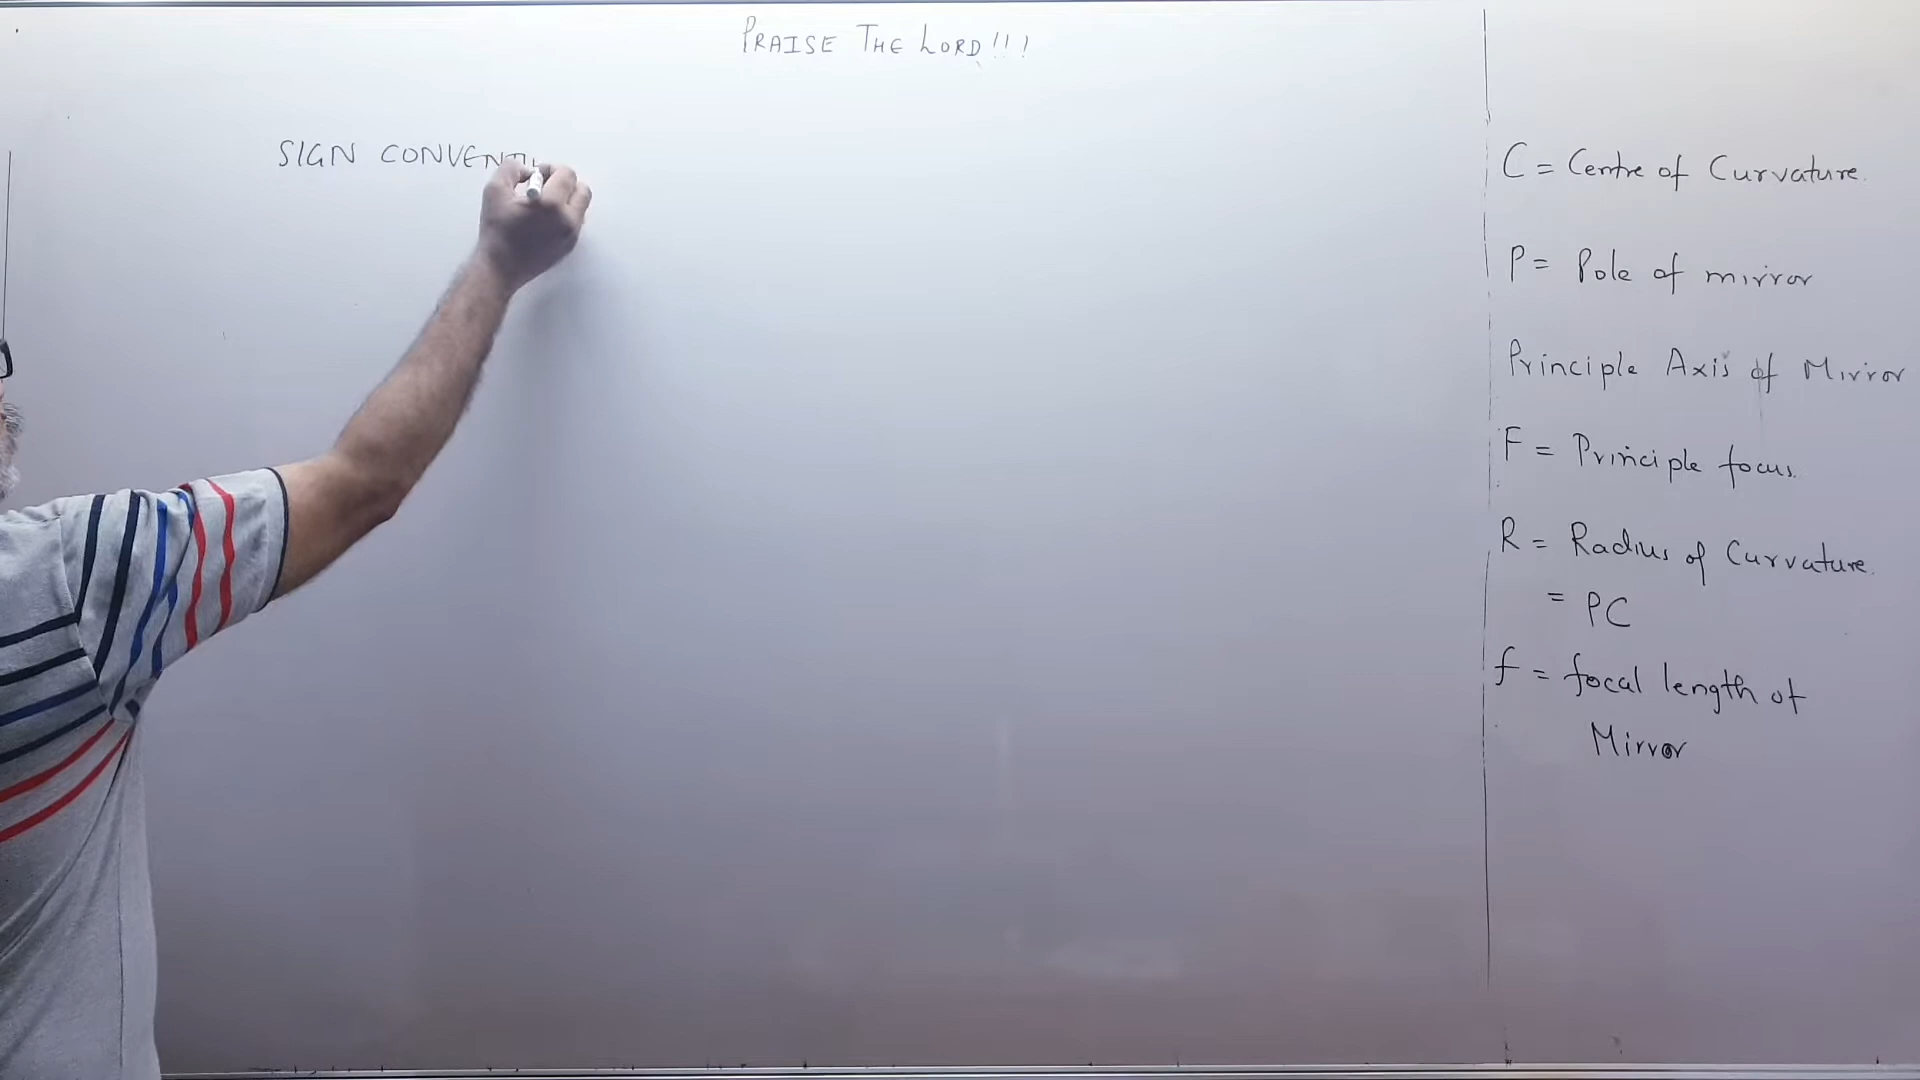 PRAISE THE LORD!!!
SIGN CONVENTI
C = Centre of Curvature.
P = Pole of mirror
Principle Axis of Mirror
F = Principle focus.
R = Radius of Curvature.
= PC
f = focal length of
Mirror